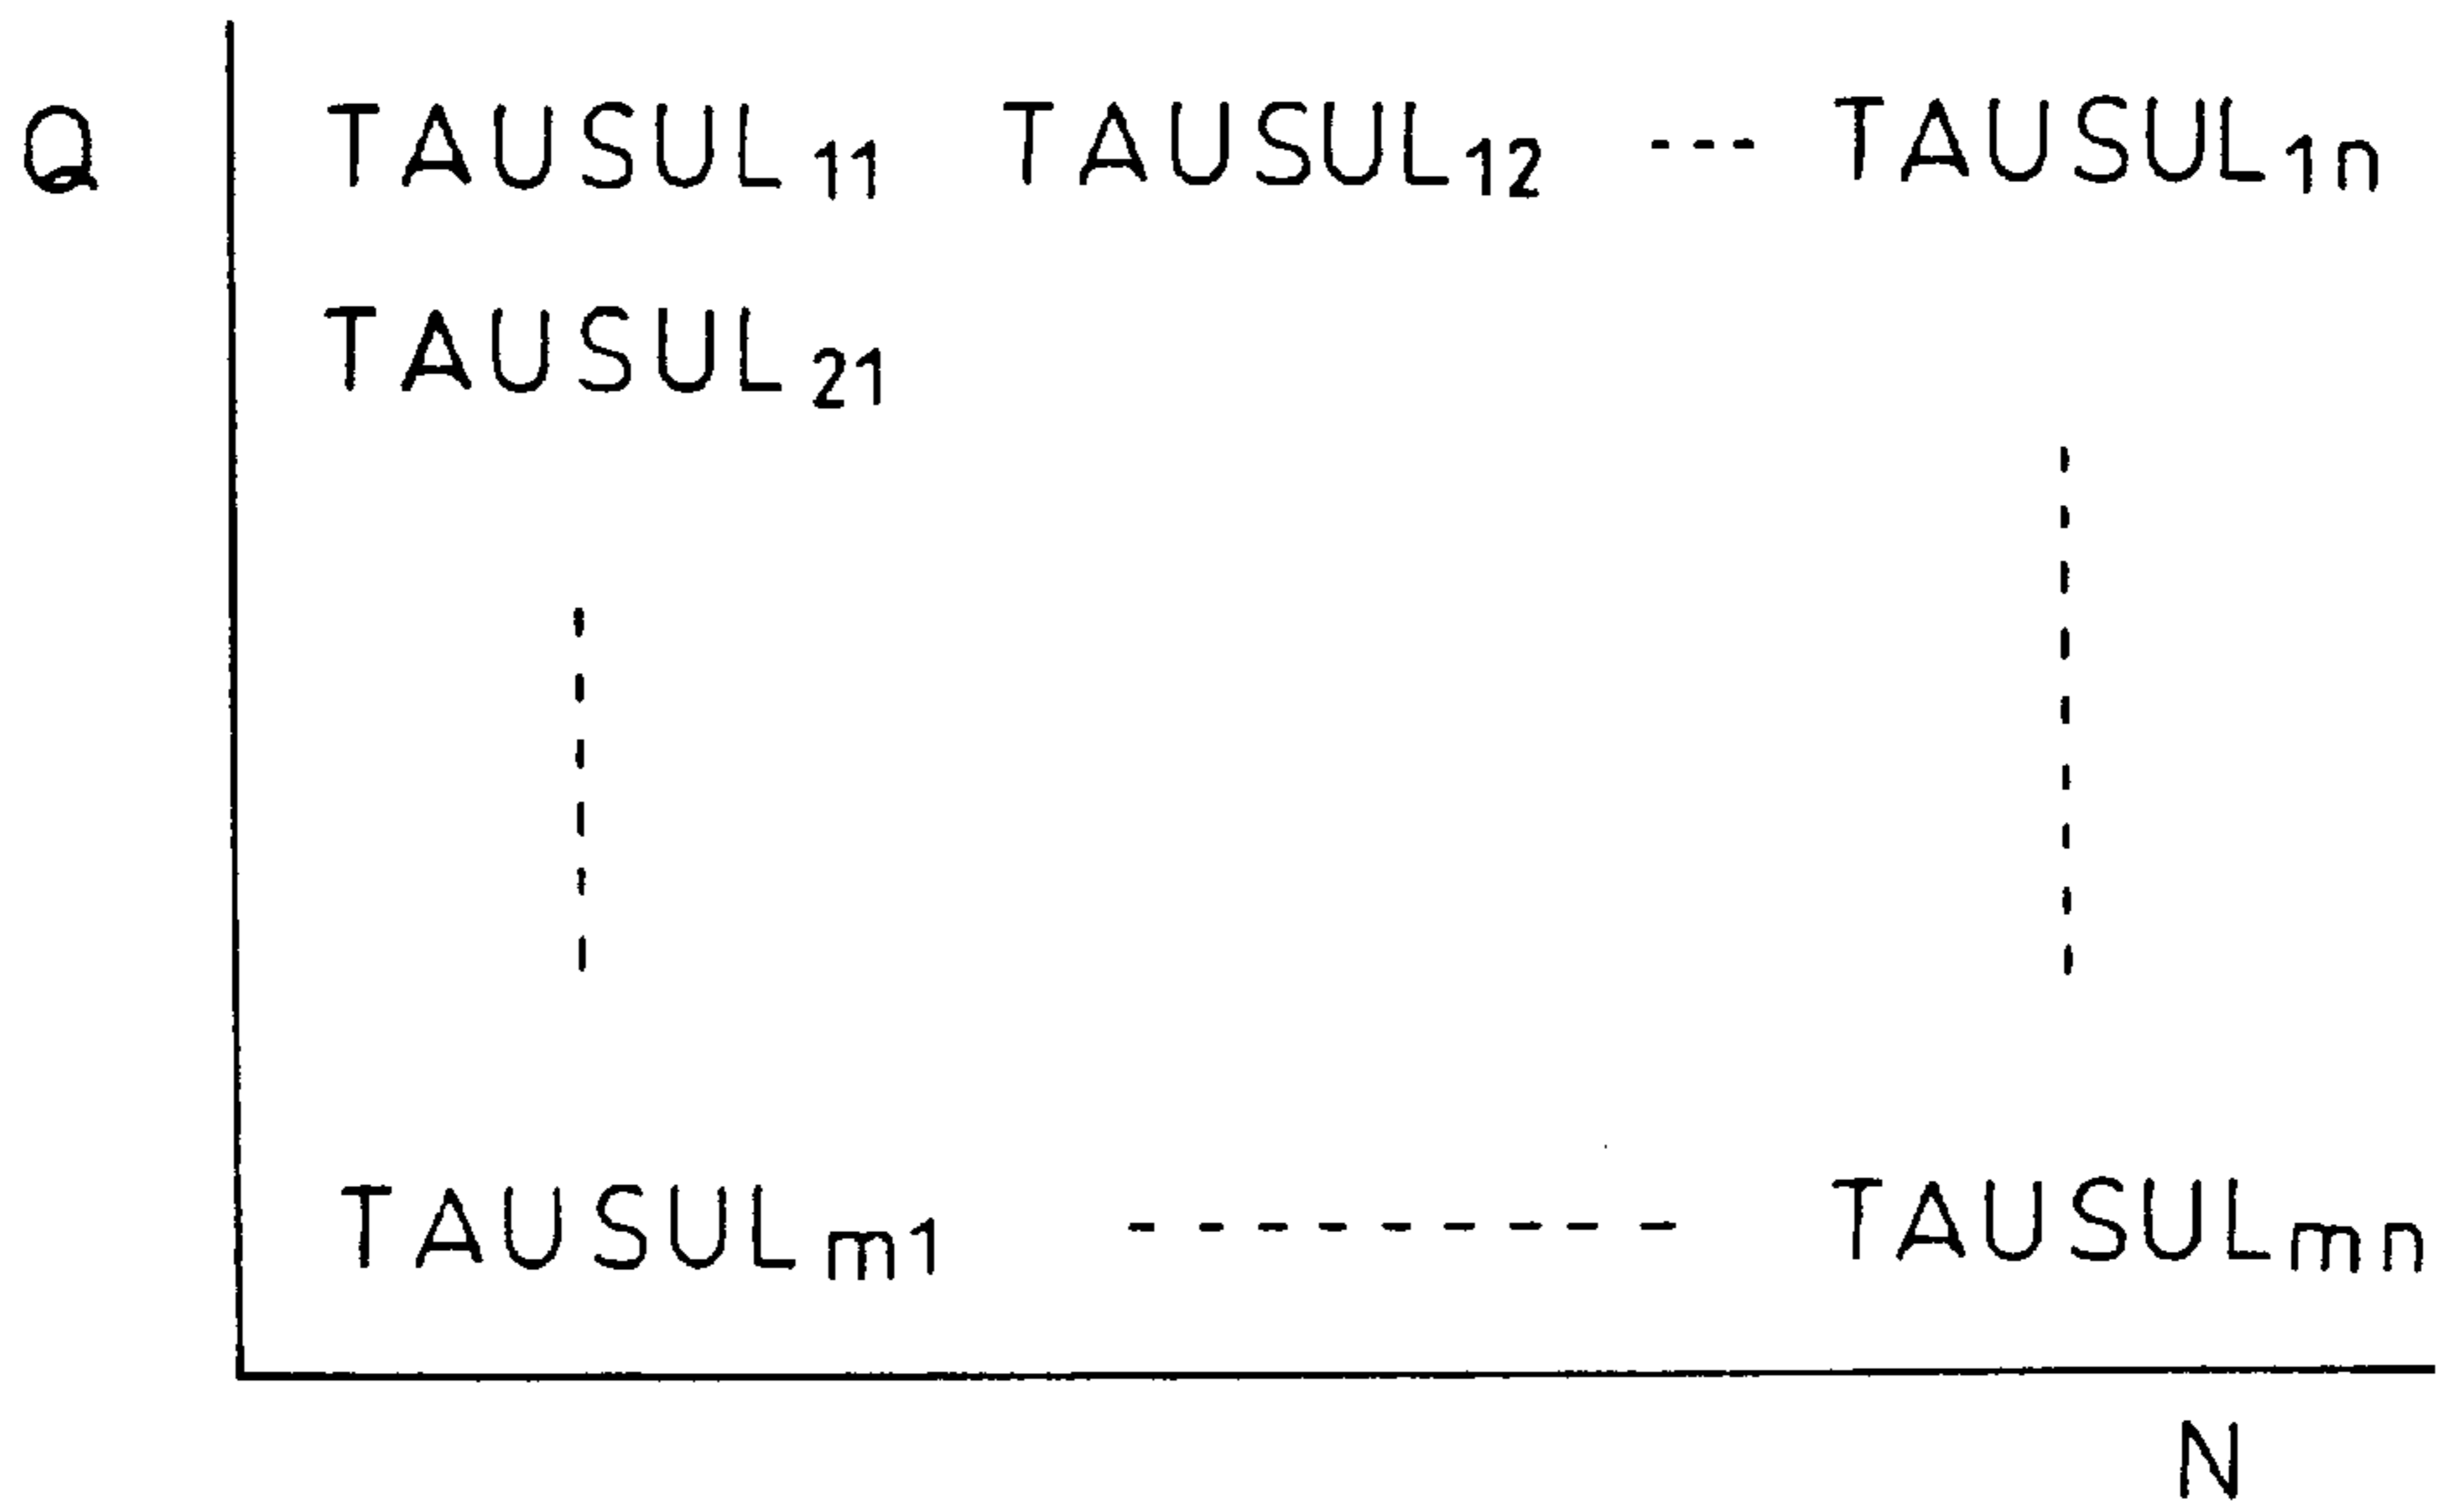 Q TAUSUL11 TAUSUL12 --- TAUSUL1n
TAUSUL21
TAUSULm1 --------- TAUSULmn
N